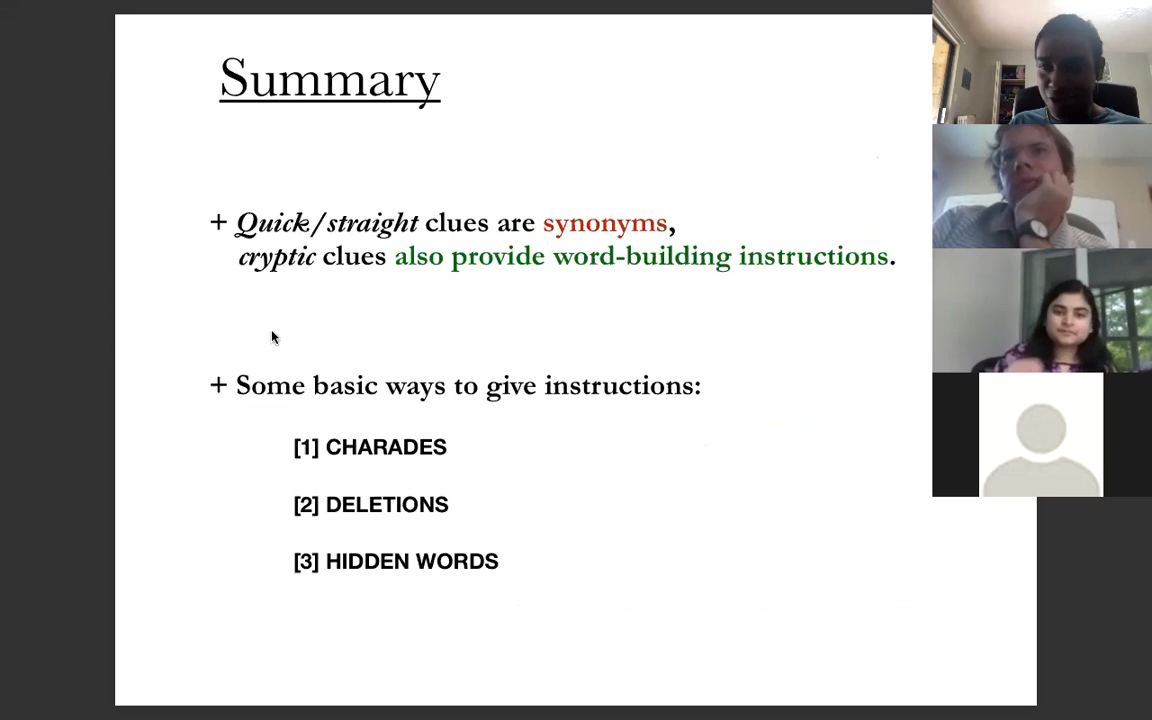 Summary
+ Quick/straight clues are synonyms,
cryptic clues also provide word-building instructions.
+ Some basic ways to give instructions:
[1] CHARADES
[2] DELETIONS
[3] HIDDEN WORDS